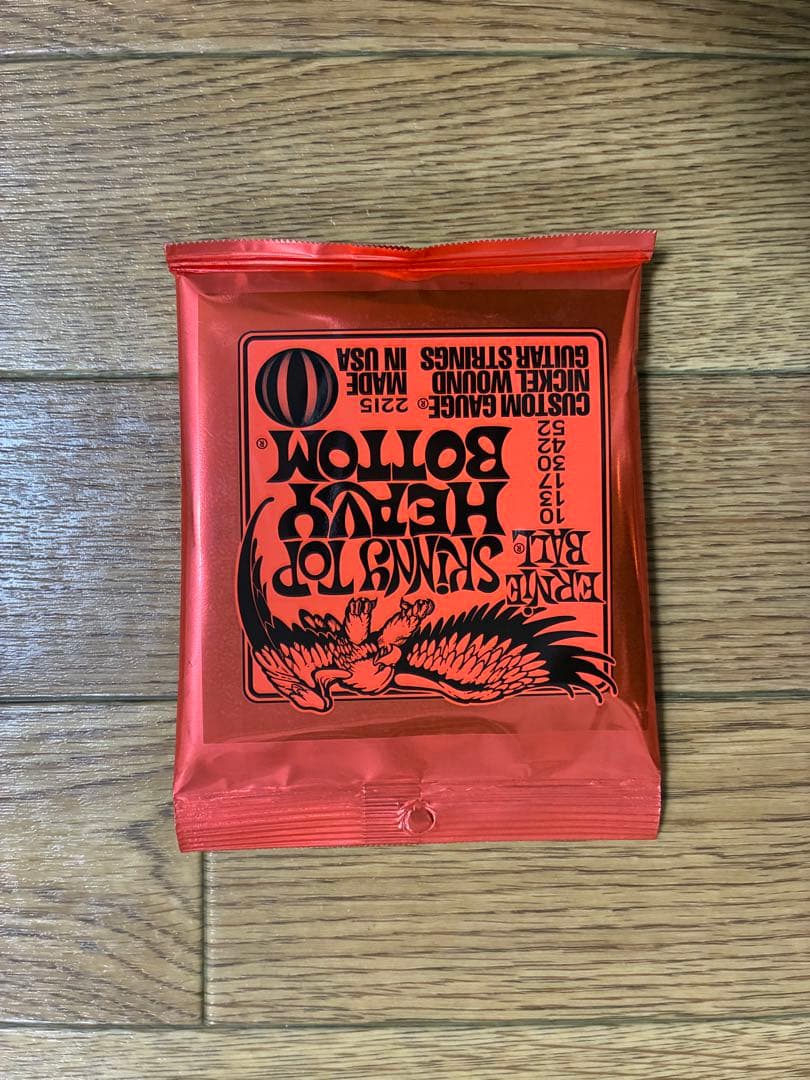 ERNIE
BALL®
10
13
17
30
42
52
SKINNY TOP
HEAVY
BOTTOM®
CUSTOM GAUGE®
NICKEL WOUND
GUITAR STRINGS
2215
MADE
IN USA